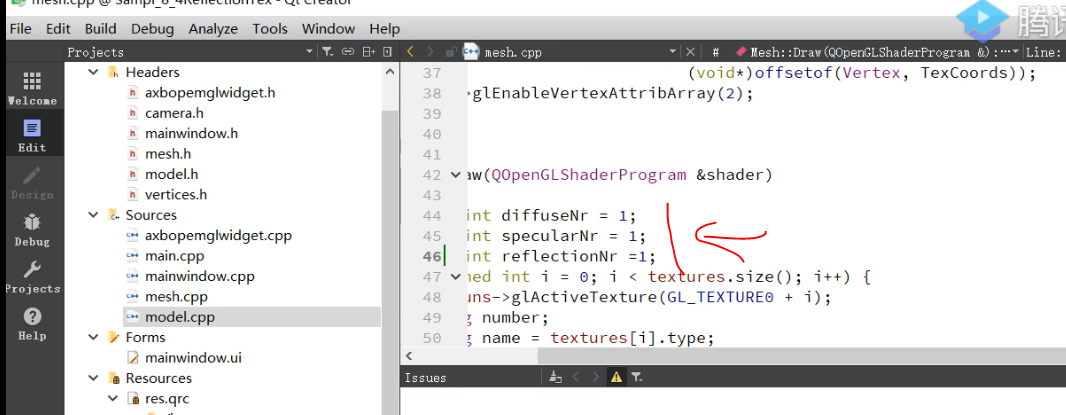 mesh.cpp @ Sampl_8_4ReflectionTex - Qt Creator
File Edit Build Debug Analyze Tools Window Help
腾讯
Projects
mesh.cpp
# Mesh::Draw(QOpenGLShaderProgram &):⋯ Line:
Welcome
Edit
Design
Debug
Projects
Help
Headers
axbopemglwidget.h
camera.h
mainwindow.h
mesh.h
model.h
vertices.h
Sources
axbopemglwidget.cpp
main.cpp
mainwindow.cpp
mesh.cpp
model.cpp
Forms
mainwindow.ui
Resources
res.qrc
37 (void*)offsetof(Vertex, TexCoords));
38 >glEnableVertexAttribArray(2);
39
40
41
42 aw(QOpenGLShaderProgram &shader)
43
44 int diffuseNr = 1;
45 int specularNr = 1;
46 int reflectionNr =1;
47 ned int i = 0; i < textures.size(); i++) {
48 uns->glActiveTexture(GL_TEXTURE0 + i);
49 g number;
50 g name = textures[i].type;
Issues